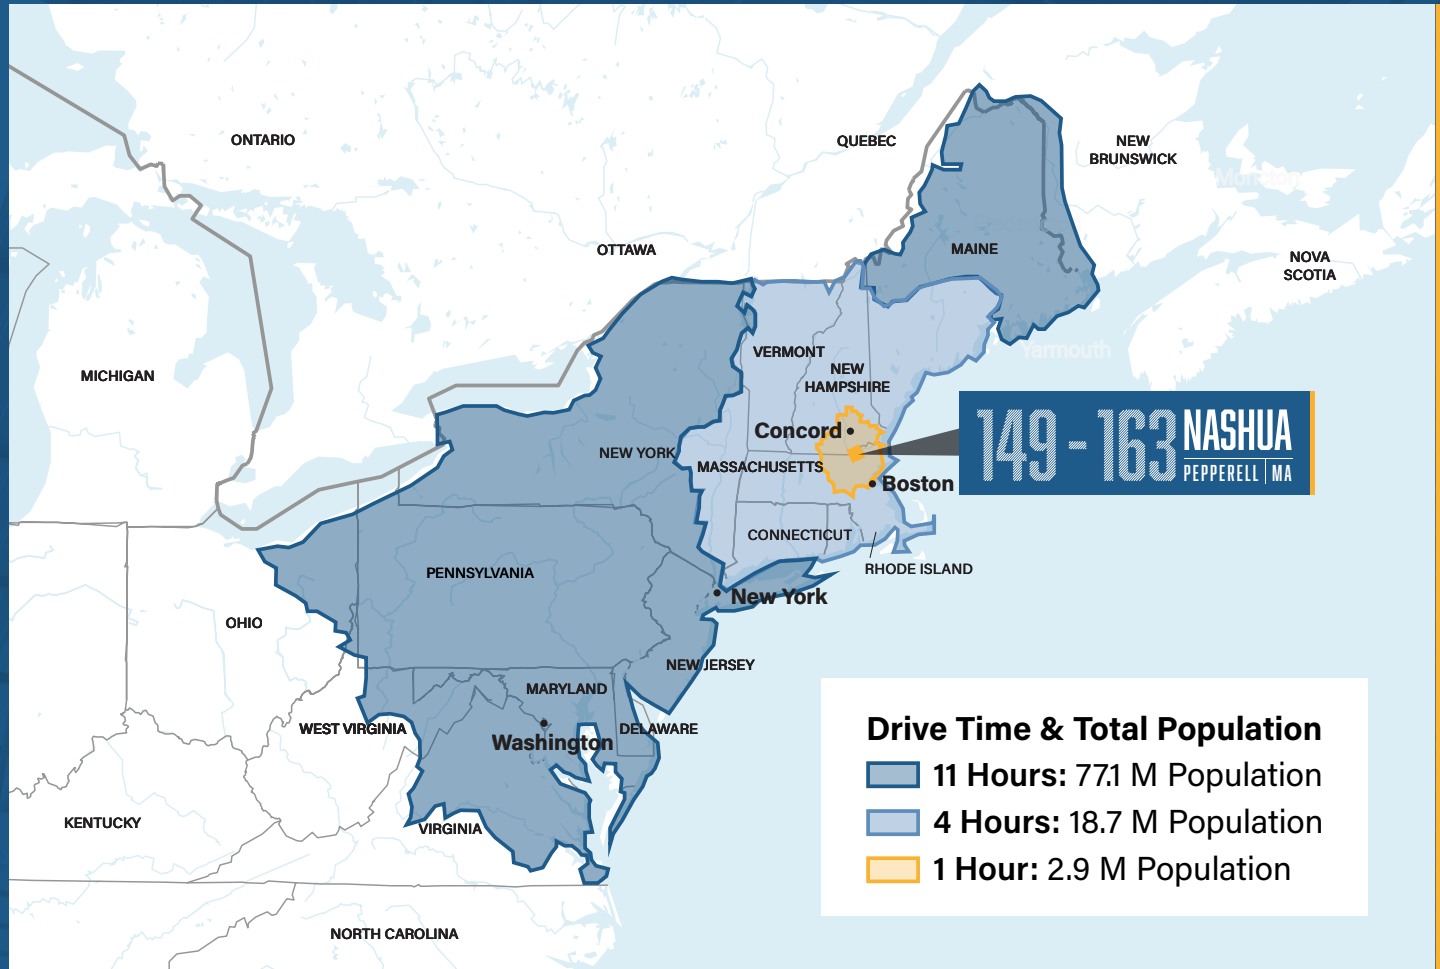 ONTARIO
QUEBEC
NEW
BRUNSWICK
Moncton
OTTAWA
MAINE
NOVA
SCOTIA
MICHIGAN
VERMONT
Yarmouth
NEW
HAMPSHIRE
Concord
149 - 163 NASHUA
PEPPERELL | MA
NEW YORK
MASSACHUSETTS
Boston
CONNECTICUT
RHODE ISLAND
PENNSYLVANIA
New York
OHIO
NEW JERSEY
MARYLAND
WEST VIRGINIA
DELAWARE
Washington
KENTUCKY
VIRGINIA
NORTH CAROLINA
Drive Time & Total Population
11 Hours: 77.1 M Population
4 Hours: 18.7 M Population
1 Hour: 2.9 M Population